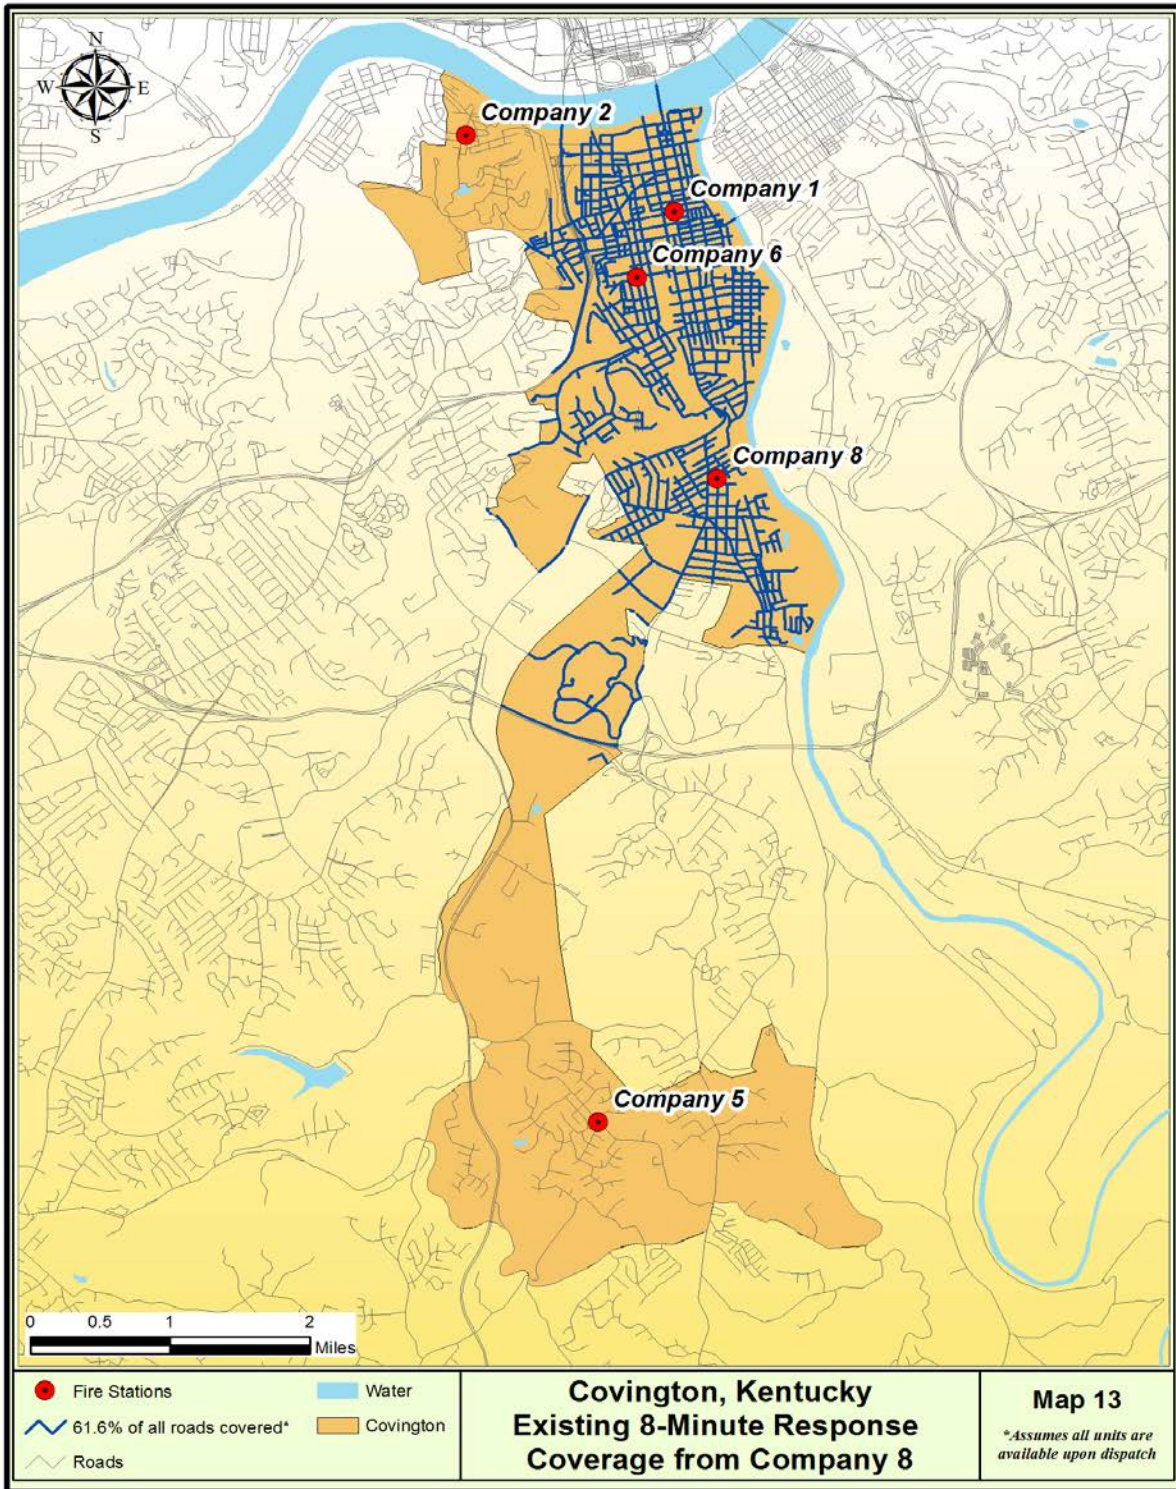 N
W E
S
Company 2
Company 1
Company 6
Company 8
Company 5
0 0.5 1 2
Miles
Fire Stations
61.6% of all roads covered*
Roads
Water
Covington
Covington, Kentucky
Existing 8-Minute Response
Coverage from Company 8
Map 13
*Assumes all units are
available upon dispatch